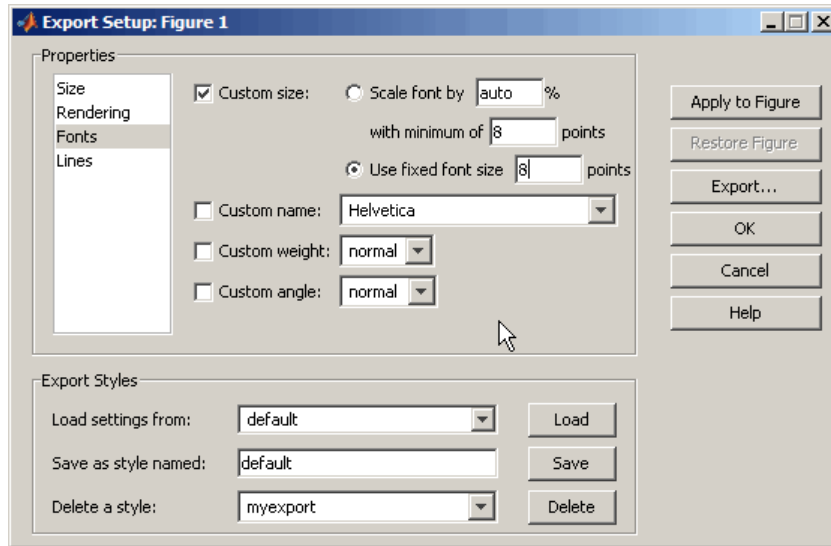 Export Setup: Figure 1
Properties
Size
Rendering
Fonts
Lines
Custom size:
Scale font by auto %
with minimum of 8 points
Use fixed font size 8 points
Custom name: Helvetica
Custom weight: normal
Custom angle: normal
Apply to Figure
Restore Figure
Export...
OK
Cancel
Help
Export Styles
Load settings from: default Load
Save as style named: default Save
Delete a style: myexport Delete